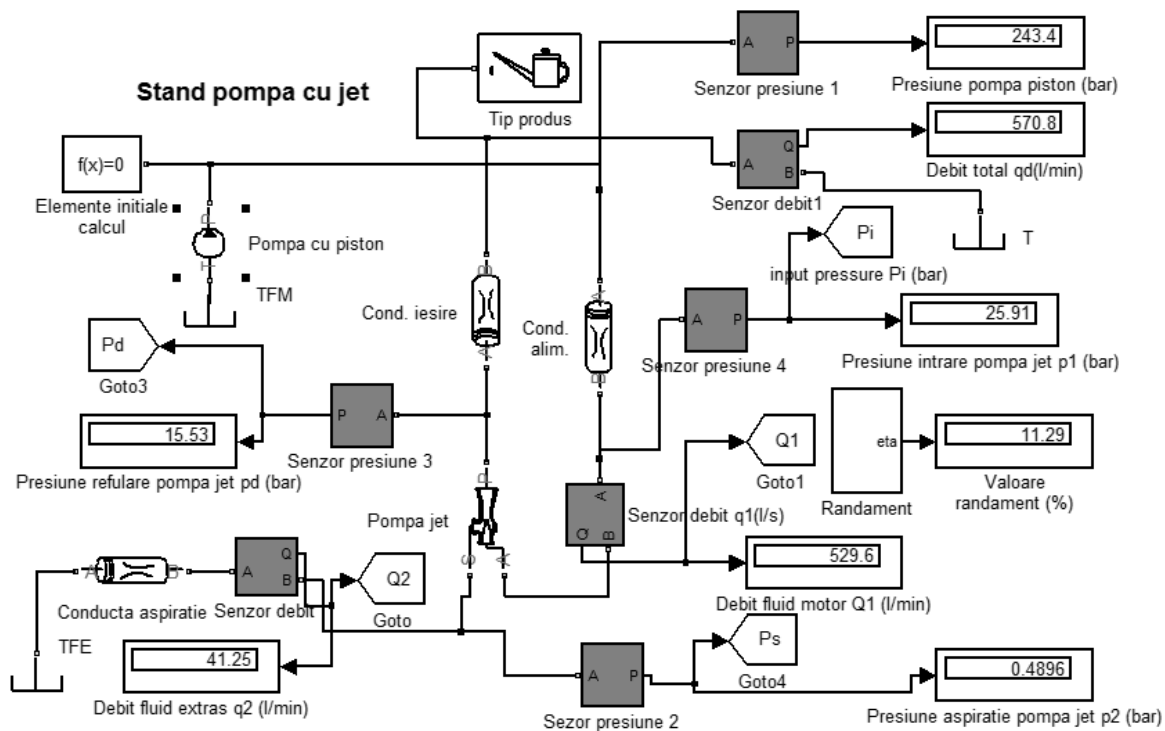 Stand pompa cu jet
f(x)=0
Elemente initiale
calcul
P
T
Pompa cu piston
TFM
Tip produs
A
P
Senzor presiune 1
243.4
Presiune pompa piston (bar)
A
Q
B
Senzor debit1
570.8
Debit total qd(l/min)
T
Pi
input pressure Pi (bar)
B
A
Cond. iesire
A
B
Cond.
alim.
A
P
Senzor presiune 4
25.91
Presiune intrare pompa jet p1 (bar)
Pd
Goto3
P
A
Senzor presiune 3
15.53
Presiune refulare pompa jet pd (bar)
Q1
Goto1
eta
Randament
11.29
Valoare
randament (%)
P
S
A
Pompa jet
A
Q
B
Senzor debit q1(l/s)
529.6
Debit fluid motor Q1 (l/min)
A
B
Conducta aspiratie
A
Q
B
Senzor debit
Q2
Goto
TFE
41.25
Debit fluid extras q2 (l/min)
A
P
Sezor presiune 2
Ps
Goto4
0.4896
Presiune aspiratie pompa jet p2 (bar)